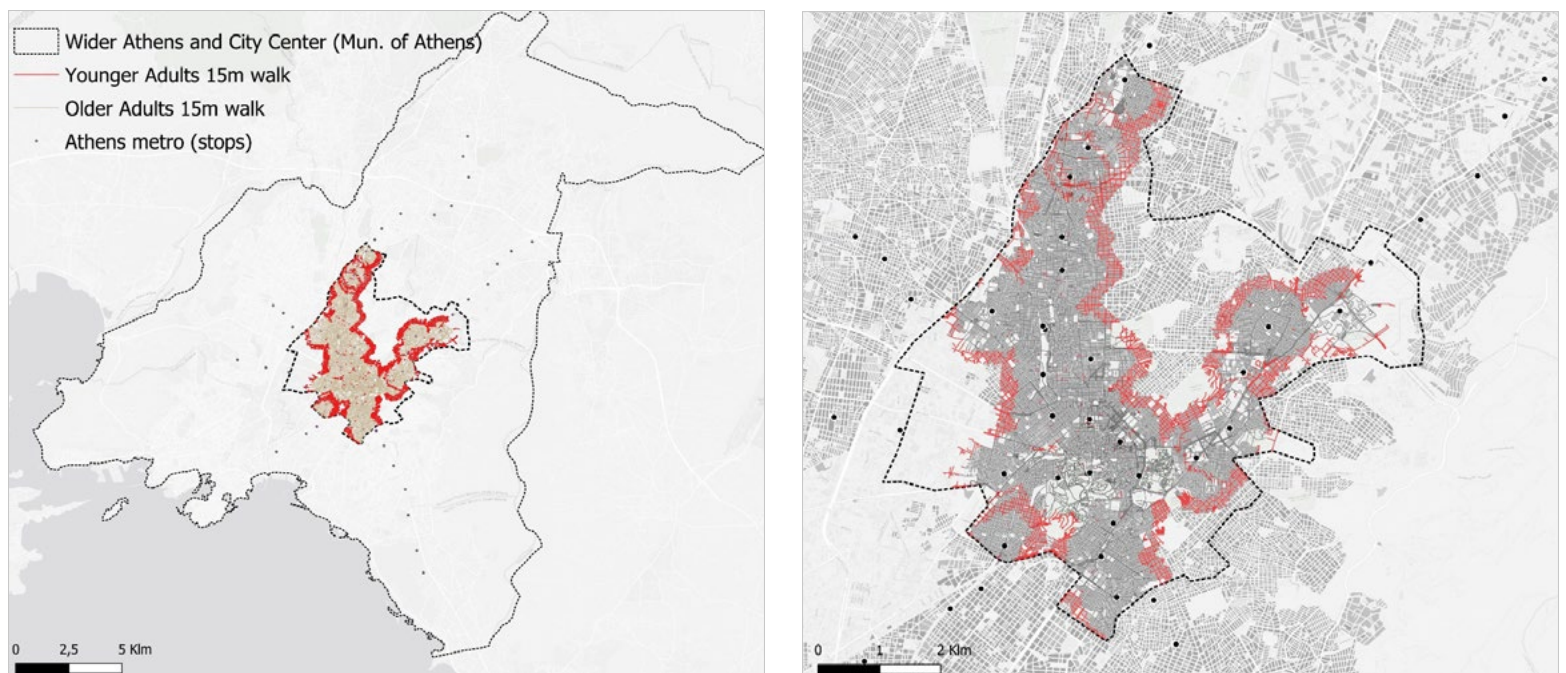 Wider Athens and City Center (Mun. of Athens)
Younger Adults 15m walk
Older Adults 15m walk
Athens metro (stops)
0 2,5 5 Klm
0 1 2 Klm